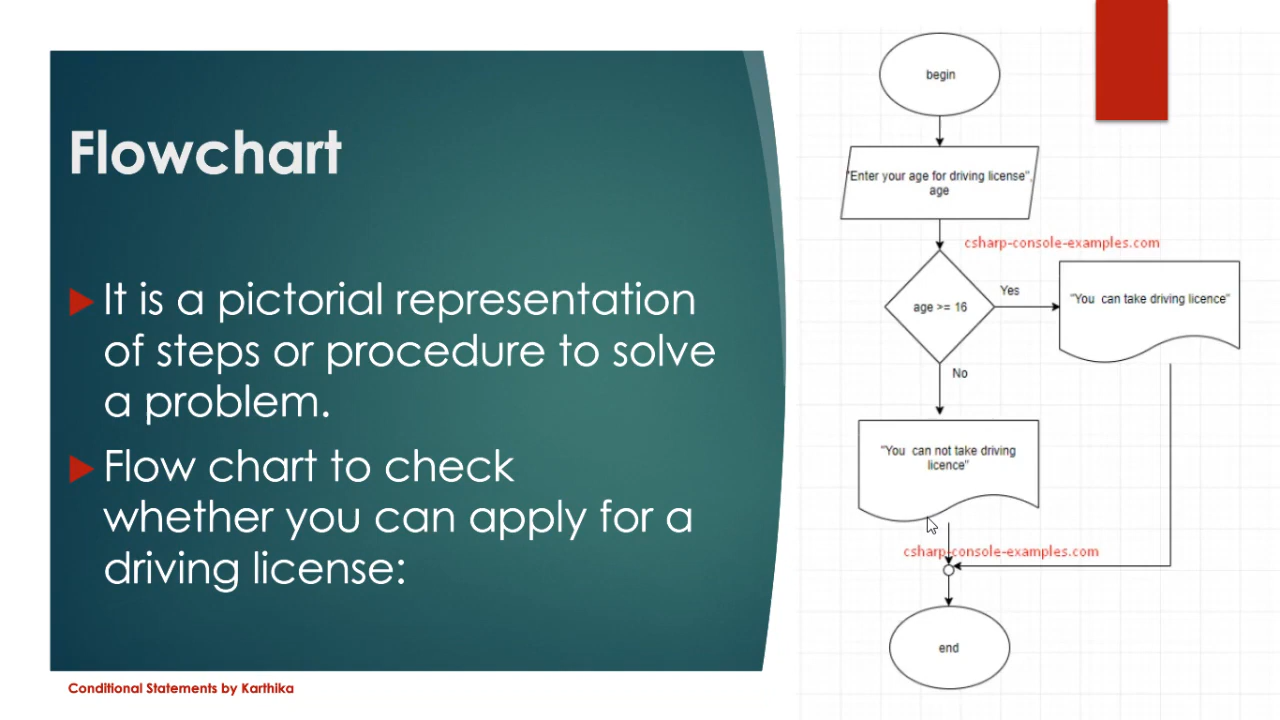 Flowchart
It is a pictorial representation
of steps or procedure to solve
a problem.
Flow chart to check
whether you can apply for a
driving license:
Conditional Statements by Karthika
begin
"Enter your age for driving license",
age
csharp-console-examples.com
age >= 16
Yes
"You  can take driving licence"
No
"You  can not take driving
licence"
csharp-console-examples.com
end